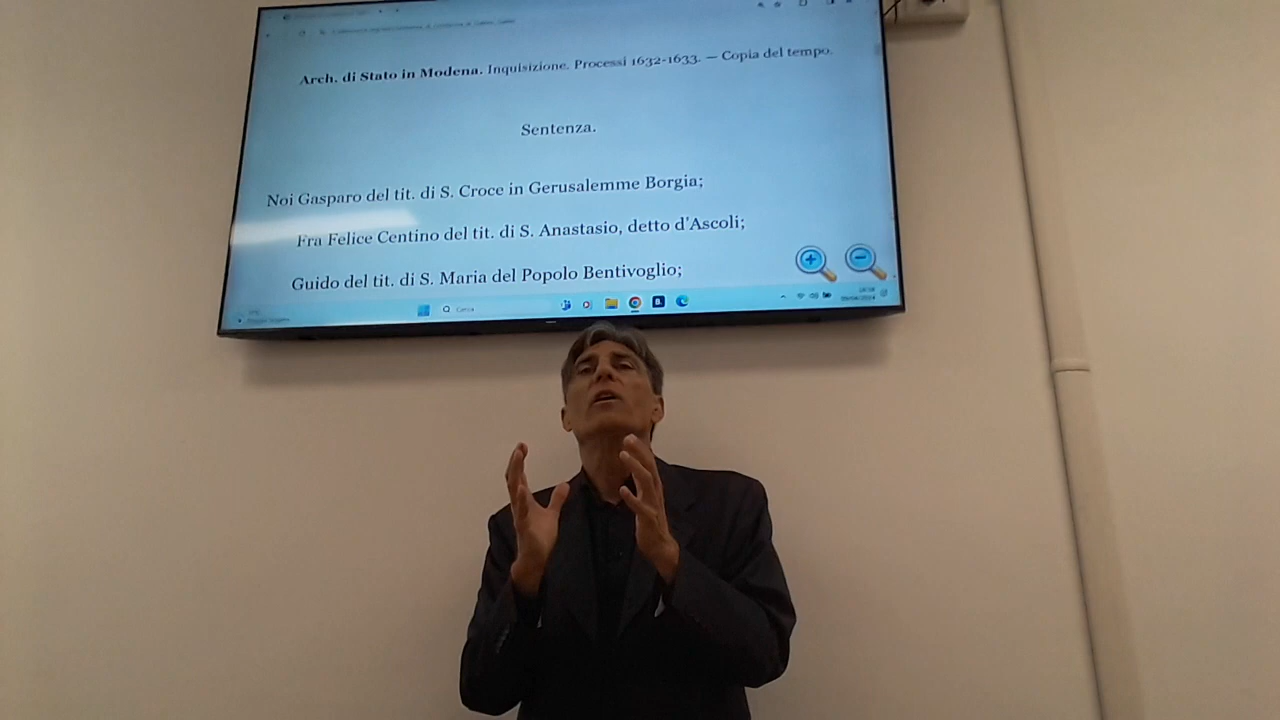 Arch. di Stato in Modena. Inquisizione. Processi 1632-1633. — Copia del tempo.
Sentenza.
Noi Gasparo del tit. di S. Croce in Gerusalemme Borgia;
Fra Felice Centino del tit. di S. Anastasio, detto d'Ascoli;
Guido del tit. di S. Maria del Popolo Bentivoglio;
Cerca